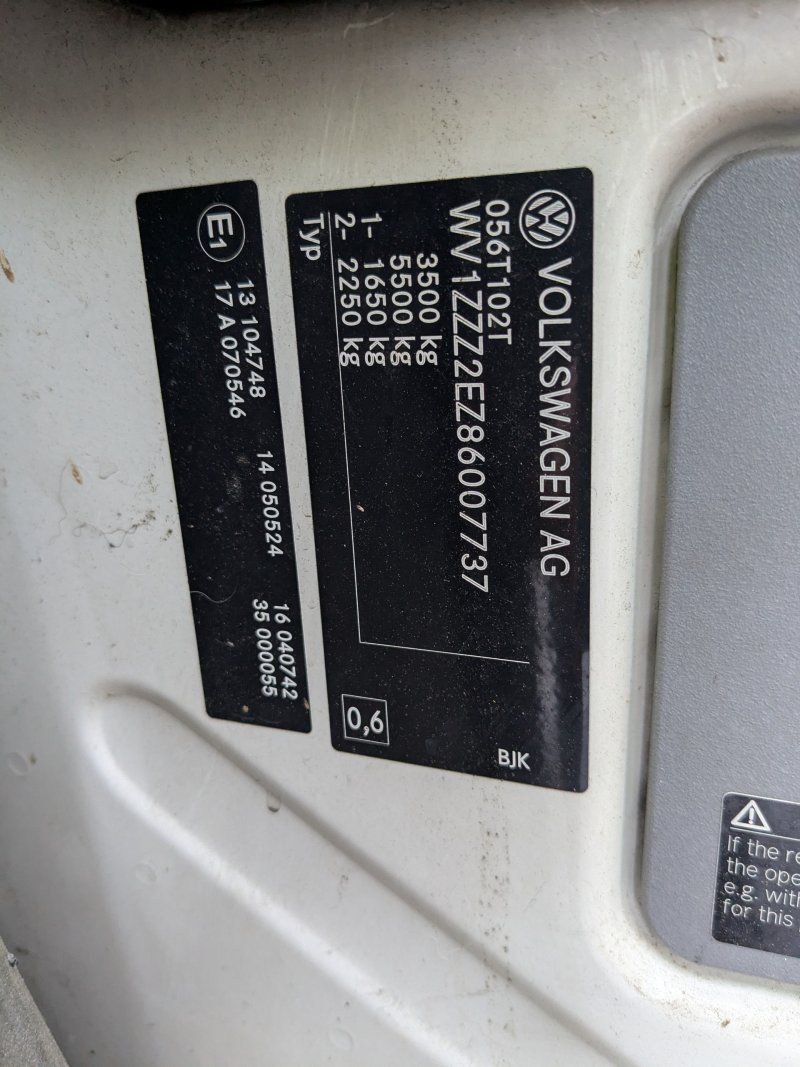 VOLKSWAGEN AG
056T102T
WV1ZZZ2EZ86007737
3500 kg
5500 kg
1- 1650 kg
2- 2250 kg
Typ
0,6
BJK
E1
13 104748 14 050524 16 040742
17 A070546 35 000055
If the re
the ope
e.g. with
for this